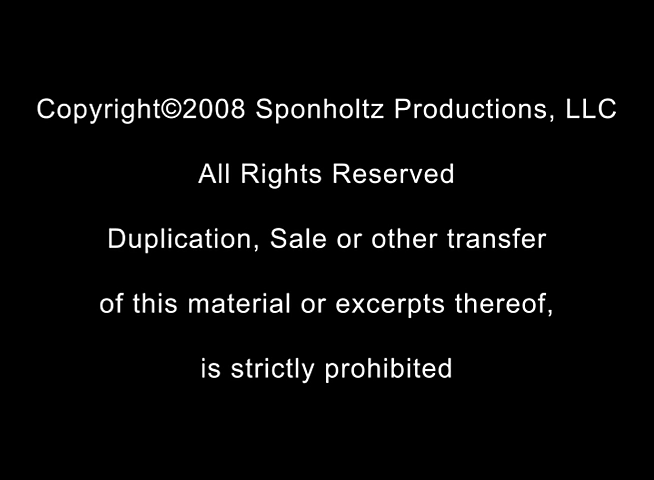 Copyright©2008 Sponholtz Productions, LLC
All Rights Reserved
Duplication, Sale or other transfer
of this material or excerpts thereof,
is strictly prohibited